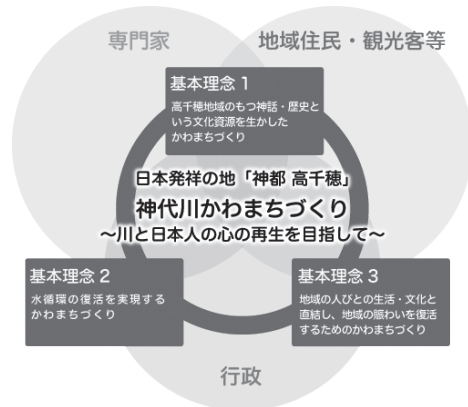 専門家
地域住民・観光客等
基本理念 1
高千穂地域のもつ神話・歴史と
いう文化資源を生かした
かわまちづくり
日本発祥の地「神都 高千穂」
神代川かわまちづくり
〜川と日本人の心の再生を目指して〜
基本理念 2
水循環の復活を実現する
かわまちづくり
基本理念 3
地域の人びとの生活・文化と
直結し、地域の賑わいを復活
するためのかわまちづくり
行政